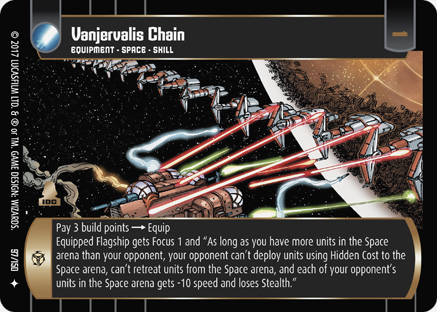 Vanjervalis Chain
EQUIPMENT · SPACE · SKILL
© 2017 LUCASFILM LTD. & ® or TM. GAME DESIGN: WIZARDS.
IDC
97/150
Pay 3 build points → Equip
Equipped Flagship gets Focus 1 and “As long as you have more units in the Space
arena than your opponent, your opponent can’t deploy units using Hidden Cost to the
Space arena, can’t retreat units from the Space arena, and each of your opponent’s
units in the Space arena gets -10 speed and loses Stealth.”